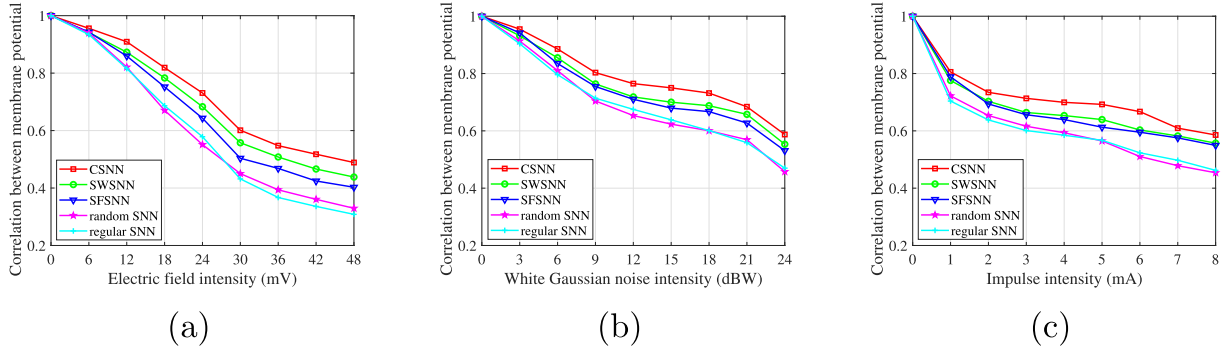 Correlation between membrane potential
1
0.8
0.6
0.4
0.2
CSNN
SWSNN
SFSNN
random SNN
regular SNN
0 6 12 18 24 30 36 42 48
Electric field intensity (mV)
(a)
Correlation between membrane potential
1
0.8
0.6
0.4
0.2
CSNN
SWSNN
SFSNN
random SNN
regular SNN
0 3 6 9 12 15 18 21 24
White Gaussian noise intensity (dBW)
(b)
Correlation between membrane potential
1
0.8
0.6
0.4
0.2
CSNN
SWSNN
SFSNN
random SNN
regular SNN
0 1 2 3 4 5 6 7 8
Impulse intensity (mA)
(c)